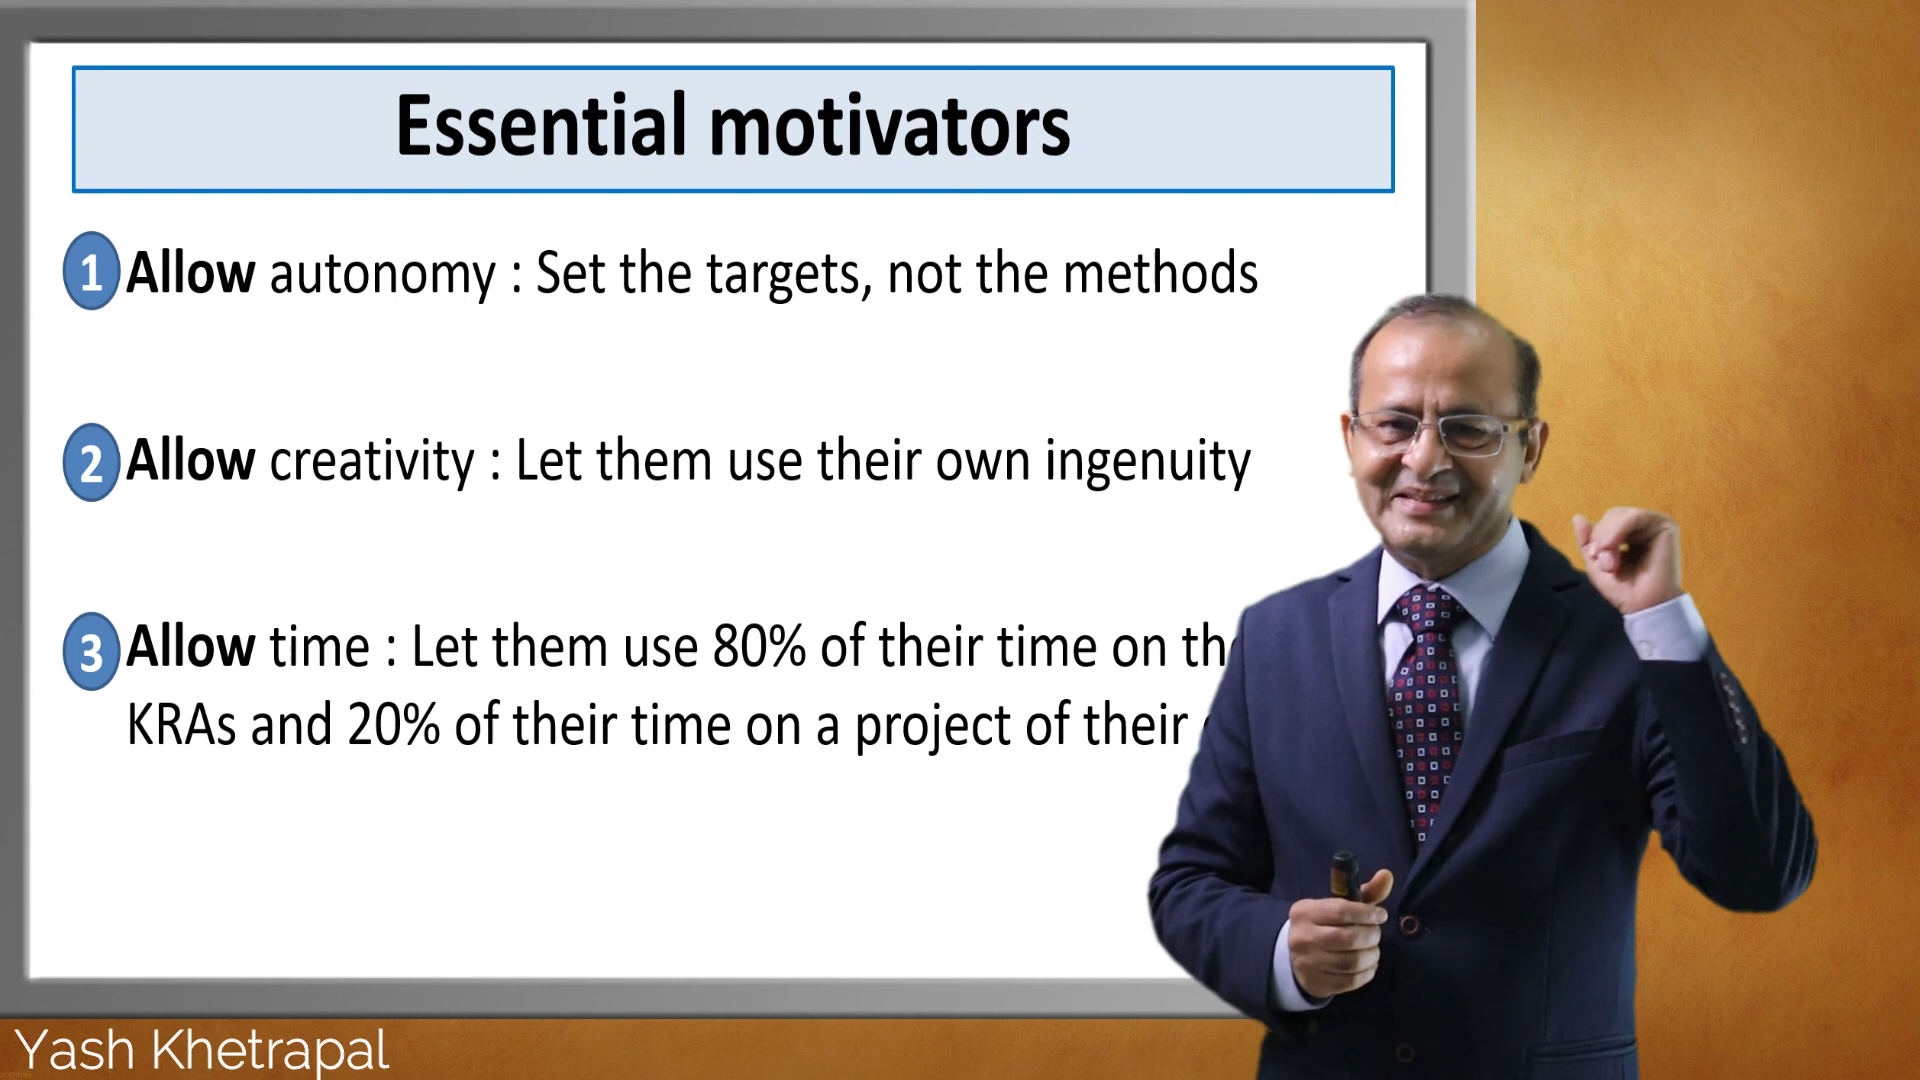 Essential motivators
1 Allow autonomy : Set the targets, not the methods
2 Allow creativity : Let them use their own ingenuity
3 Allow time : Let them use 80% of their time on
KRAs and 20% of their time on a project of their
Yash Khetrapal